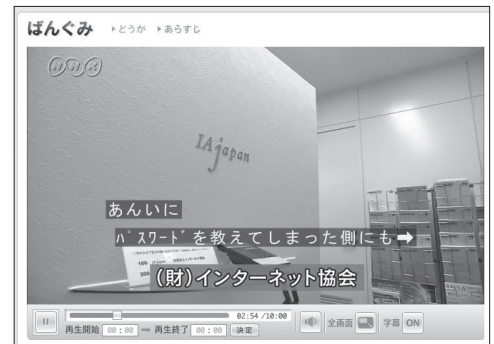 ばんぐみ ▸どうが ▸あらすじ
NHK
IAjapan
あんいに
パスワードを教えてしまった側にも➡
(財)インターネット協会
02:54/10:00
再生開始 00:00 ➡ 再生終了 00:00 決定
全画面 字幕 ON